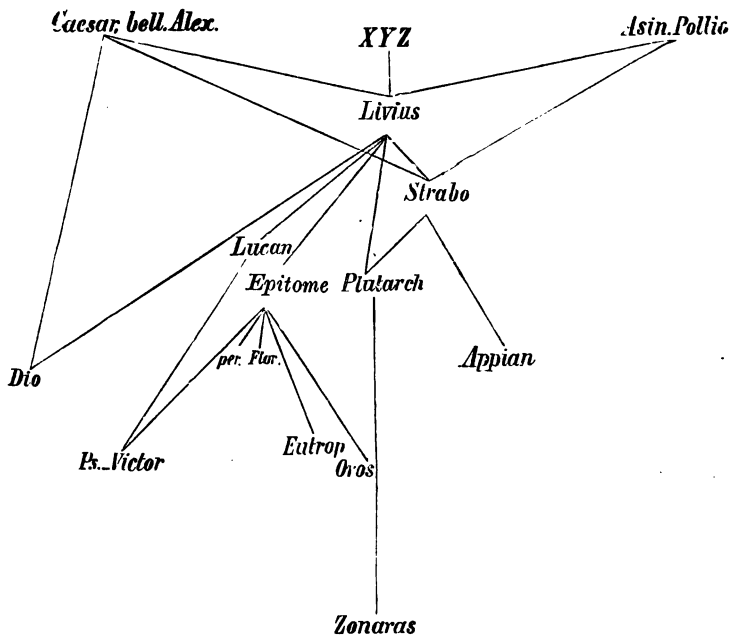 Caesar, bell. Alex.
XYZ
Asin. Pollio
Livius
Strabo
Lucan
Epitome
Plutarch
per.
Flor.
Appian
Dio
Eutrop
Ps._Victor
Oros
Zonaras